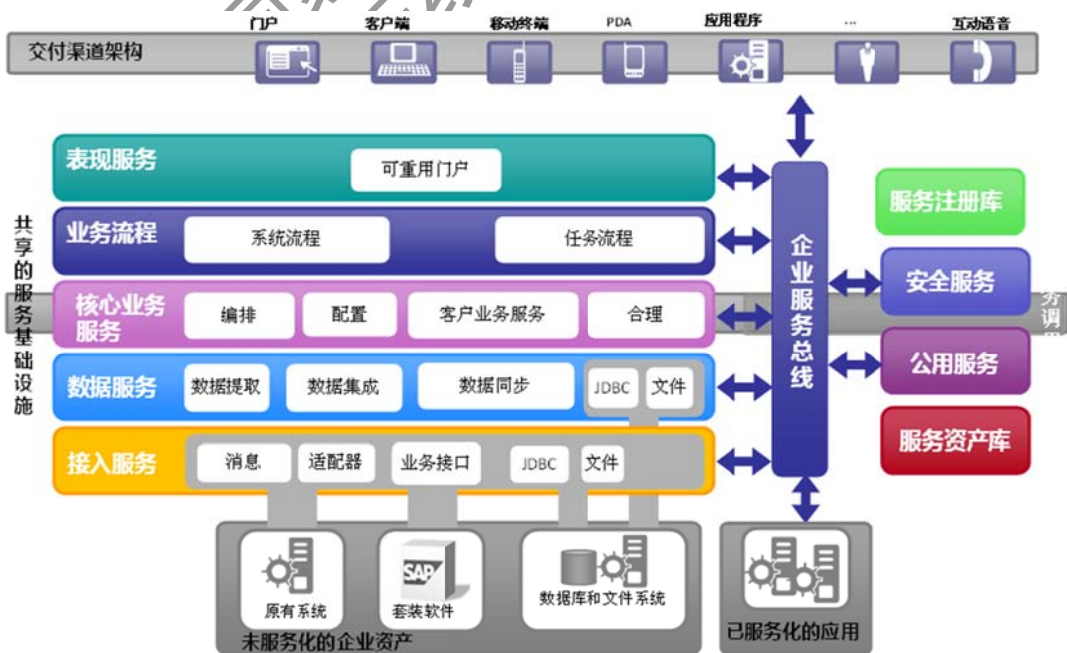 门户
客户端
移动终端
PDA
应用程序
...
互动语音
交付渠道架构
共享的服务基础设施
表现服务
可重用门户
业务流程
系统流程
任务流程
核心业务服务
编排
配置
客户业务服务
合理
数据服务
数据提取
数据集成
数据同步
JDBC
文件
接入服务
消息
适配器
业务接口
JDBC
文件
企业服务总线
服务注册库
安全服务
公用服务
服务资产库
原有系统
SAP
套装软件
数据库和文件系统
未服务化的企业资产
已服务化的应用